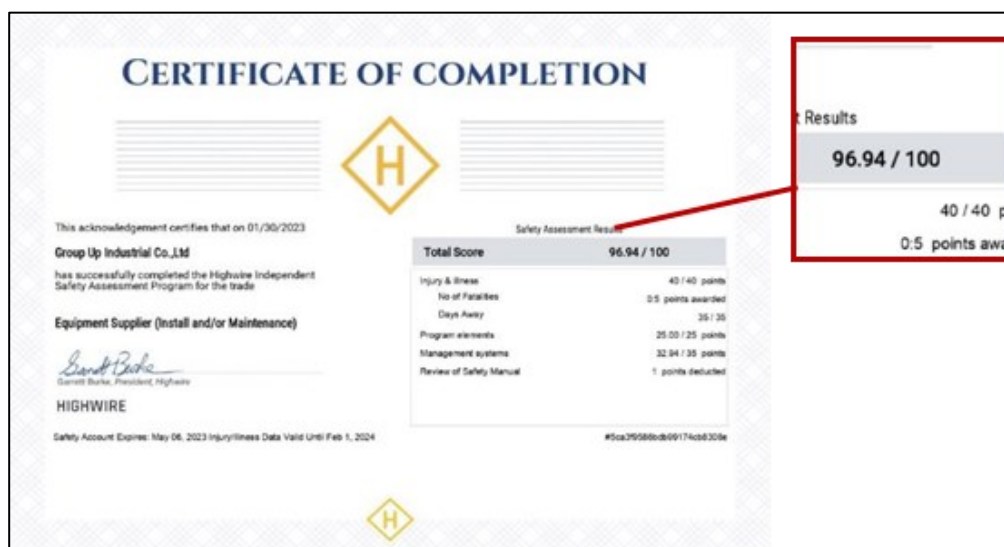 CERTIFICATE OF COMPLETION
H
This acknowledgement certifies that on 01/30/2023
Group Up Industrial Co.,Ltd
has successfully completed the Highwire Independent
Safety Assessment Program for the trade
Equipment Supplier (Install and/or Maintenance)
Garrett Burke, President, Highwire
HIGHWIRE
Safety Account Expires: May 06, 2023 Injury/Illness Data Valid Until Feb 1, 2024
Safety Assessment Results
Total Score 96.94 / 100
Injury & Illness 40 / 40 points
No of Fatalities 0:5 points awarded
Days Away 35 / 35
Program elements 25.00 / 25 points
Management systems 32.94 / 35 points
Review of Safety Manual 1 points deducted
H
t Results
96.94 / 100
40 / 40 p
0:5 points awa